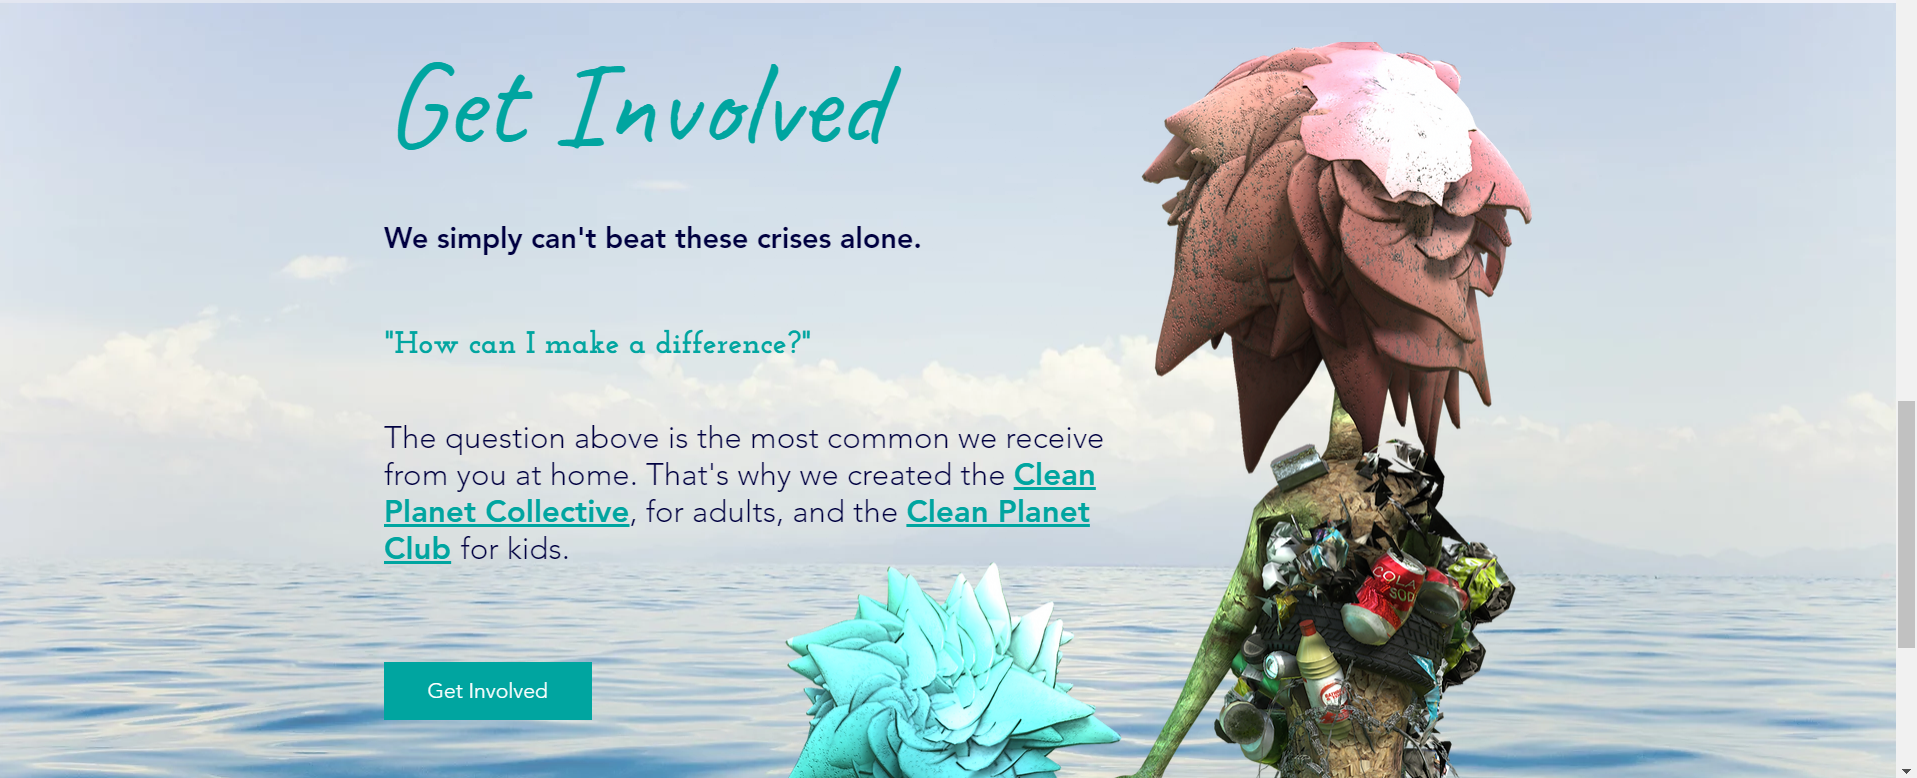 Get Involved
We simply can't beat these crises alone.
"How can I make a difference?"
The question above is the most common we receive
from you at home. That's why we created the Clean
Planet Collective, for adults, and the Clean Planet
Club for kids.
COLA
SODA
Get Involved